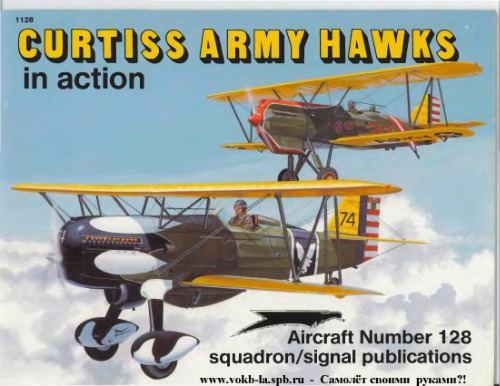 1128
CURTISS ARMY HAWKS
in action
74
Aircraft Number 128
squadron/signal publications
www.vokb-la.spb.ru - Самолёт своими руками?!